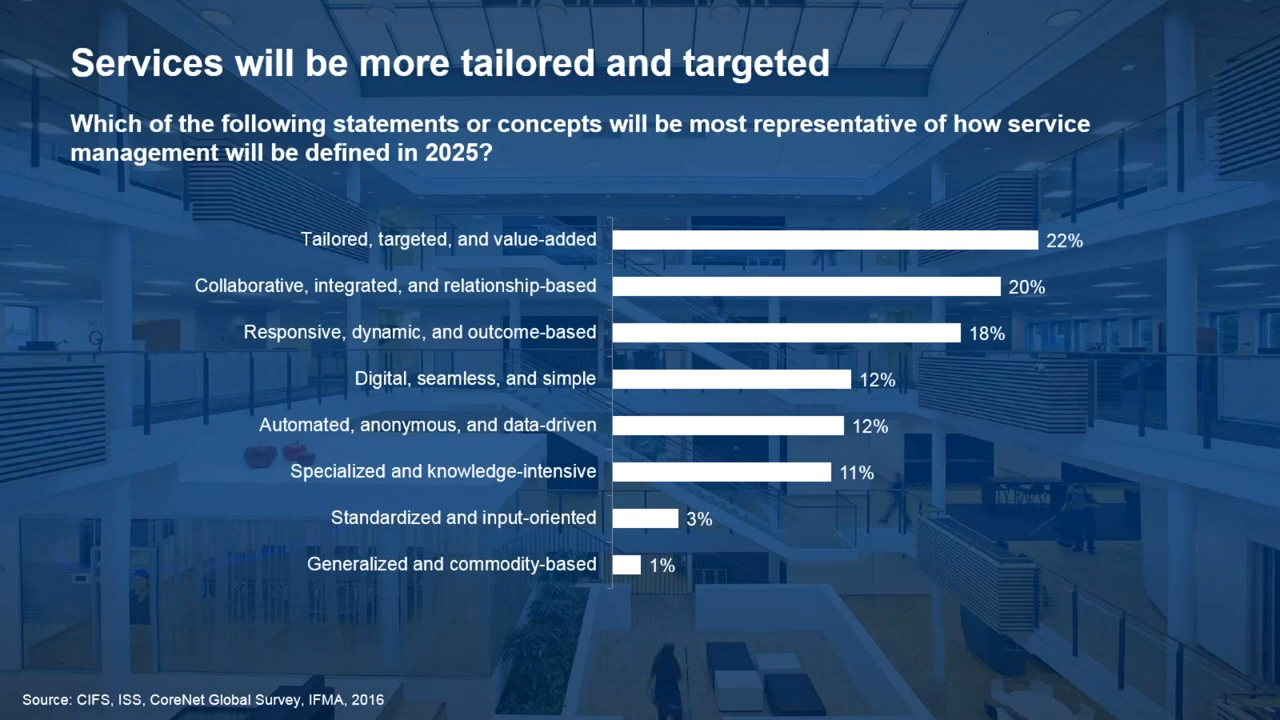 Services will be more tailored and targeted
Which of the following statements or concepts will be most representative of how service
management will be defined in 2025?
Tailored, targeted, and value-added 22%
Collaborative, integrated, and relationship-based 20%
Responsive, dynamic, and outcome-based 18%
Digital, seamless, and simple 12%
Automated, anonymous, and data-driven 12%
Specialized and knowledge-intensive 11%
Standardized and input-oriented 3%
Generalized and commodity-based 1%
Source: CIFS, ISS, CoreNet Global Survey, IFMA, 2016